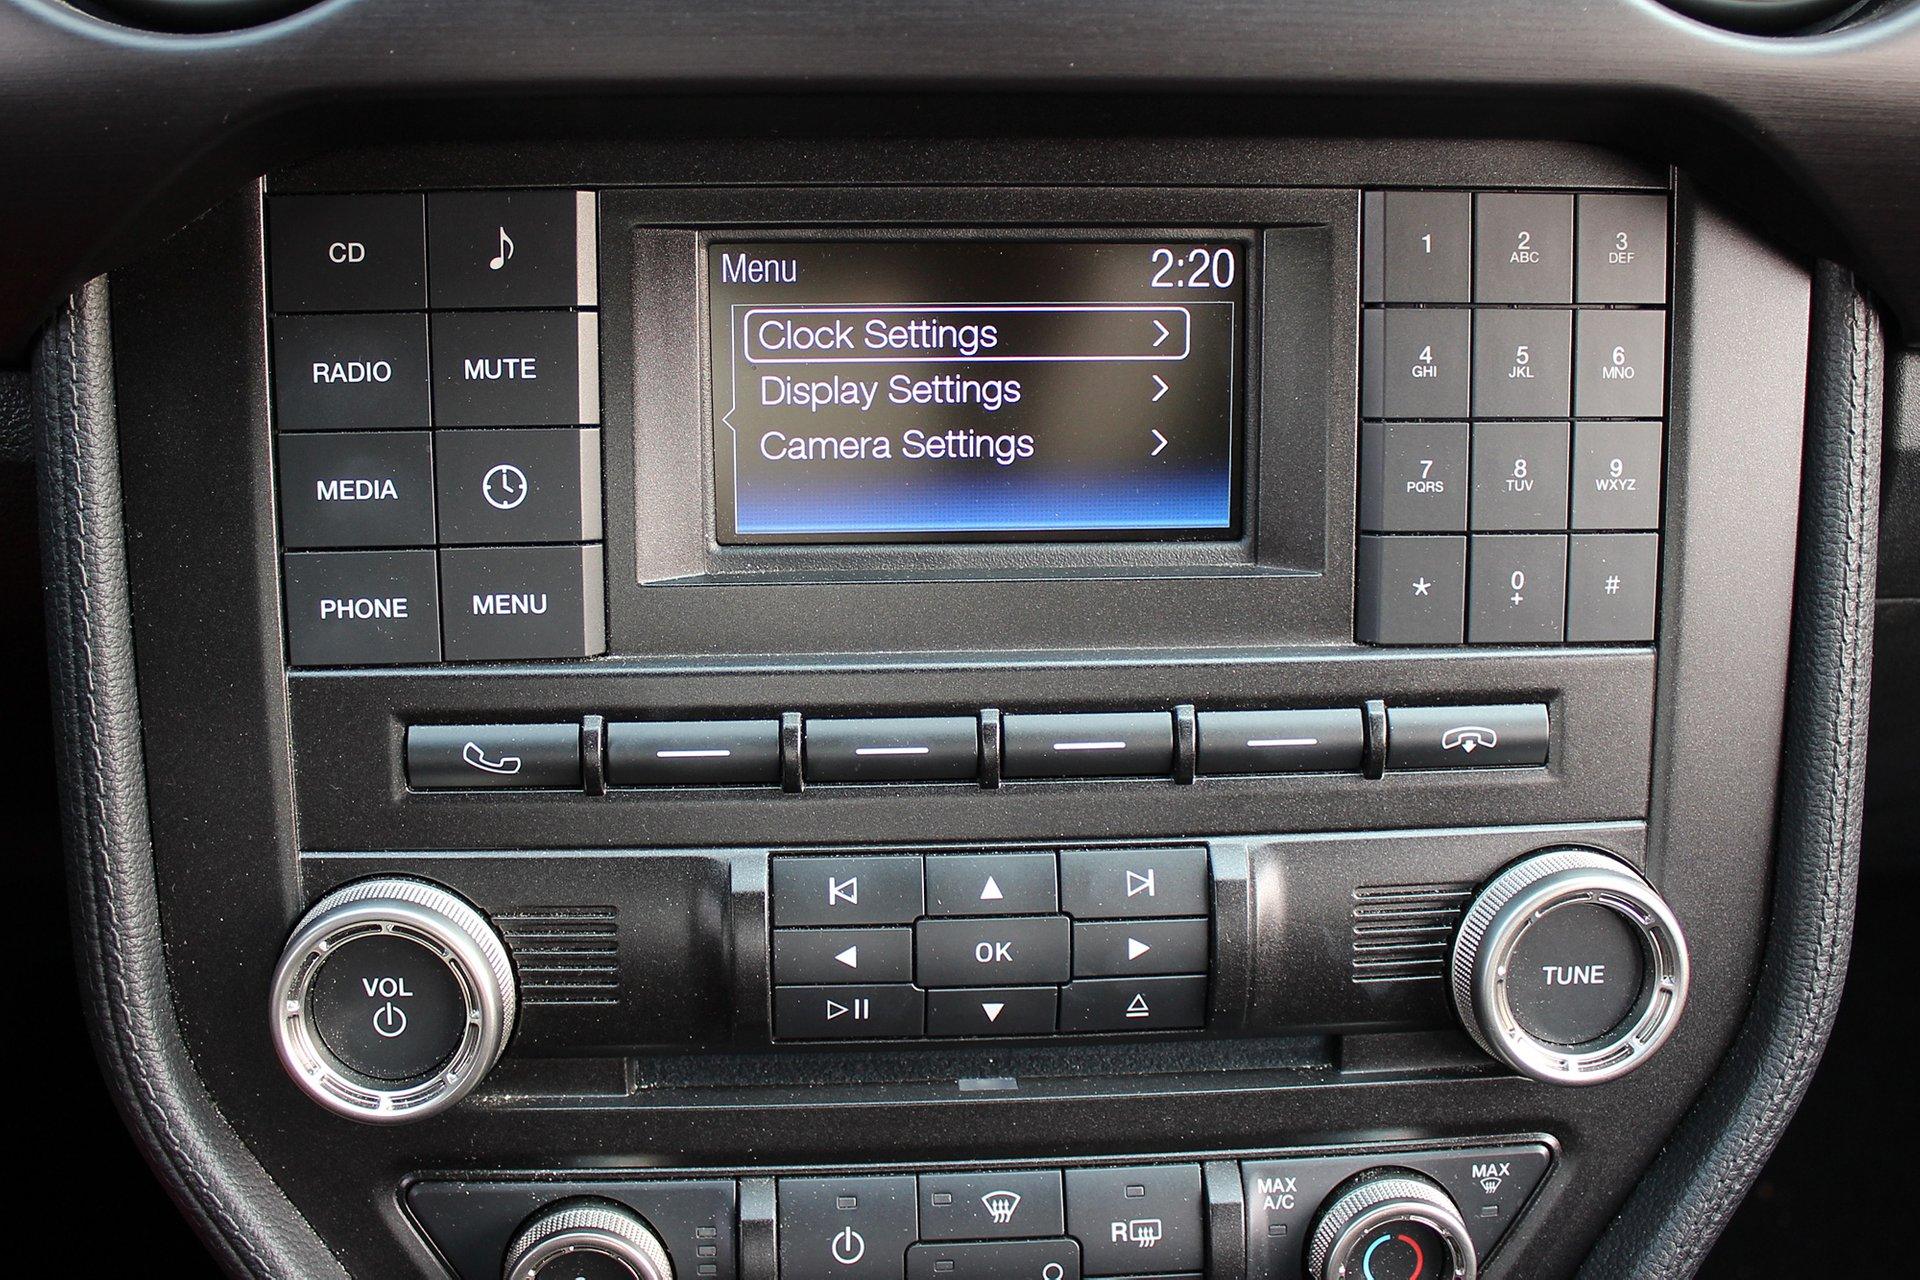 CD
Menu 2:20
1
2
ABC
3
DEF
Clock Settings
RADIO
MUTE
Display Settings
4
GHI
5
JKL
6
MNO
Camera Settings
MEDIA
7
PQRS
8
TUV
9
WXYZ
PHONE
MENU
*
0
+
#
OK
VOL
TUNE
MAX
A/C
MAX
R